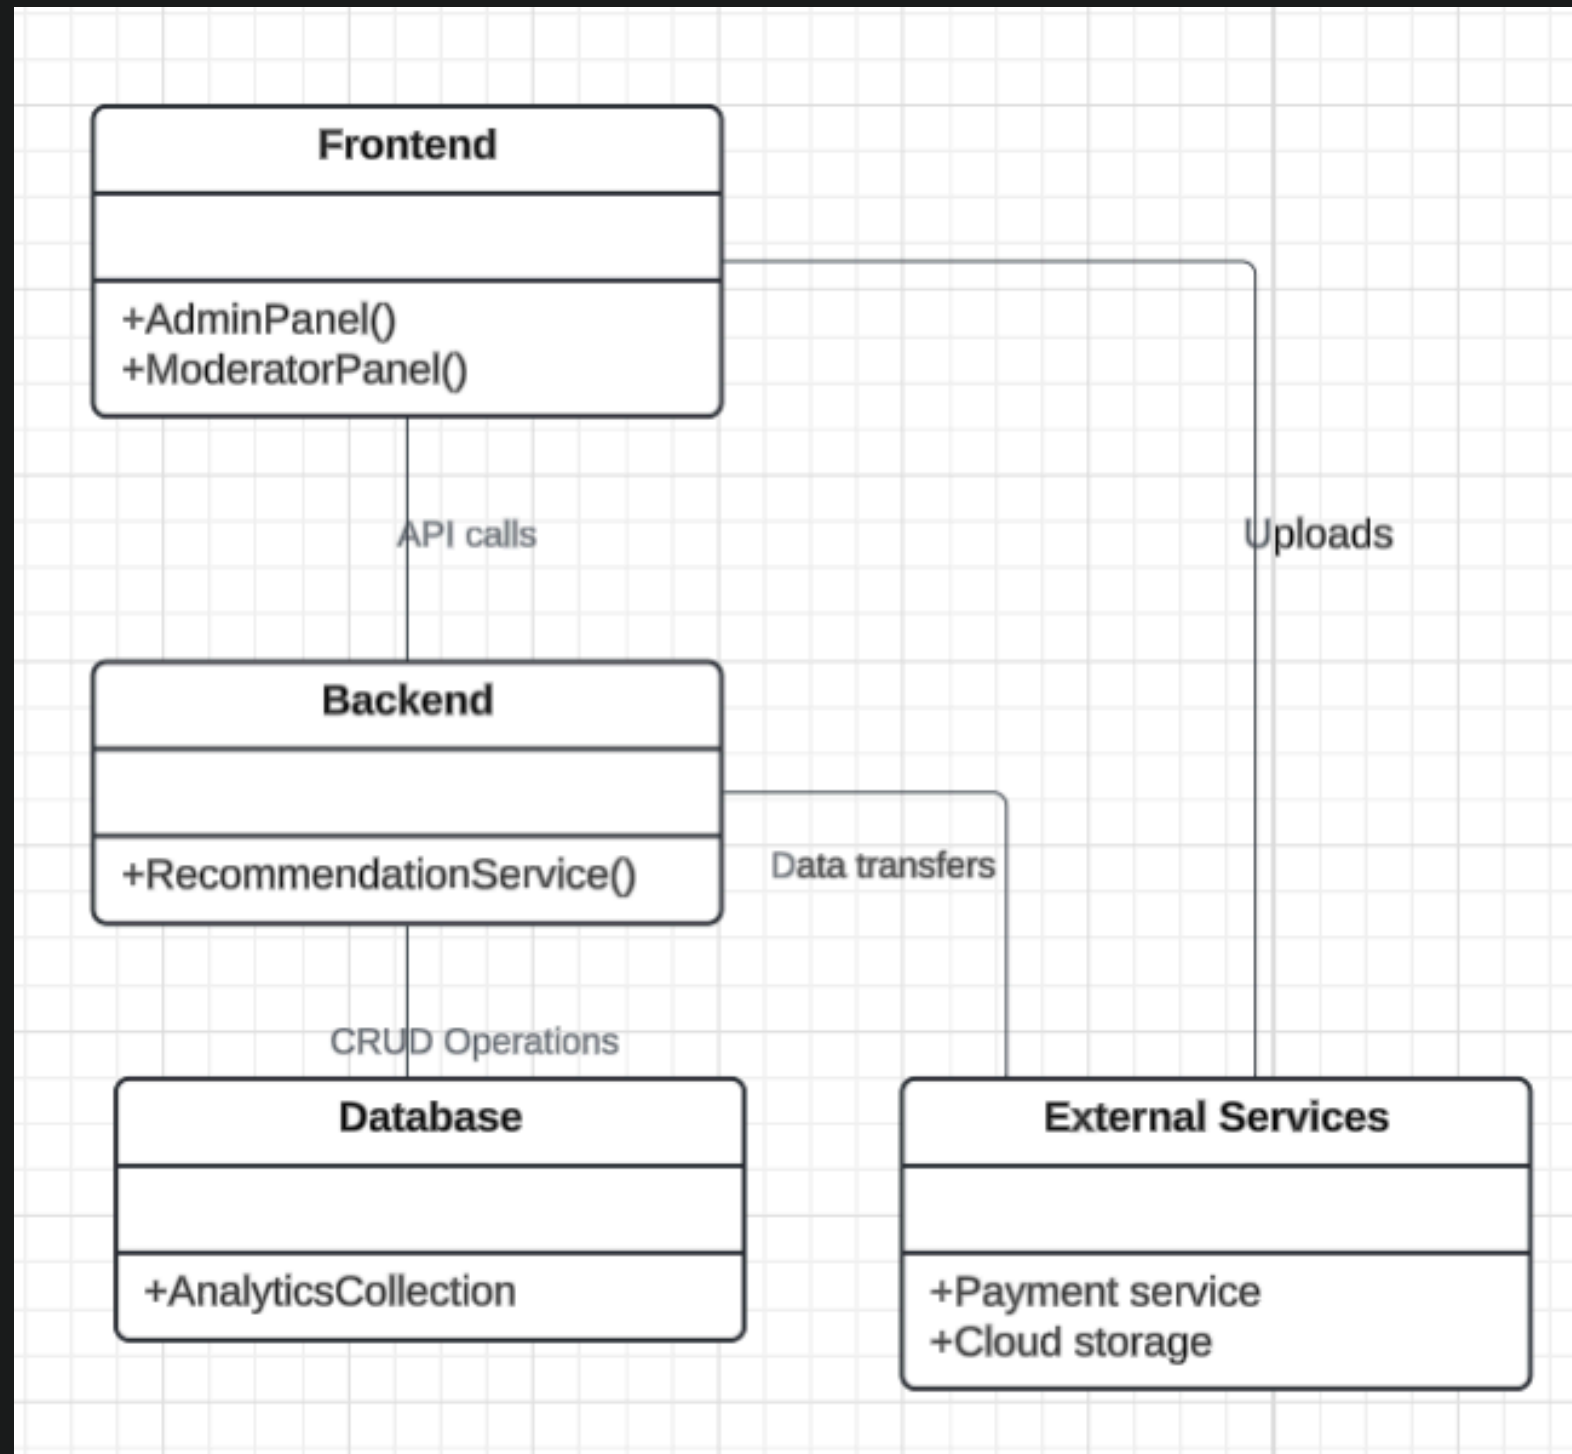 Frontend
+AdminPanel()
+ModeratorPanel()
API calls
Uploads
Backend
+RecommendationService()
Data transfers
CRUD Operations
Database
+AnalyticsCollection
External Services
+Payment service
+Cloud storage